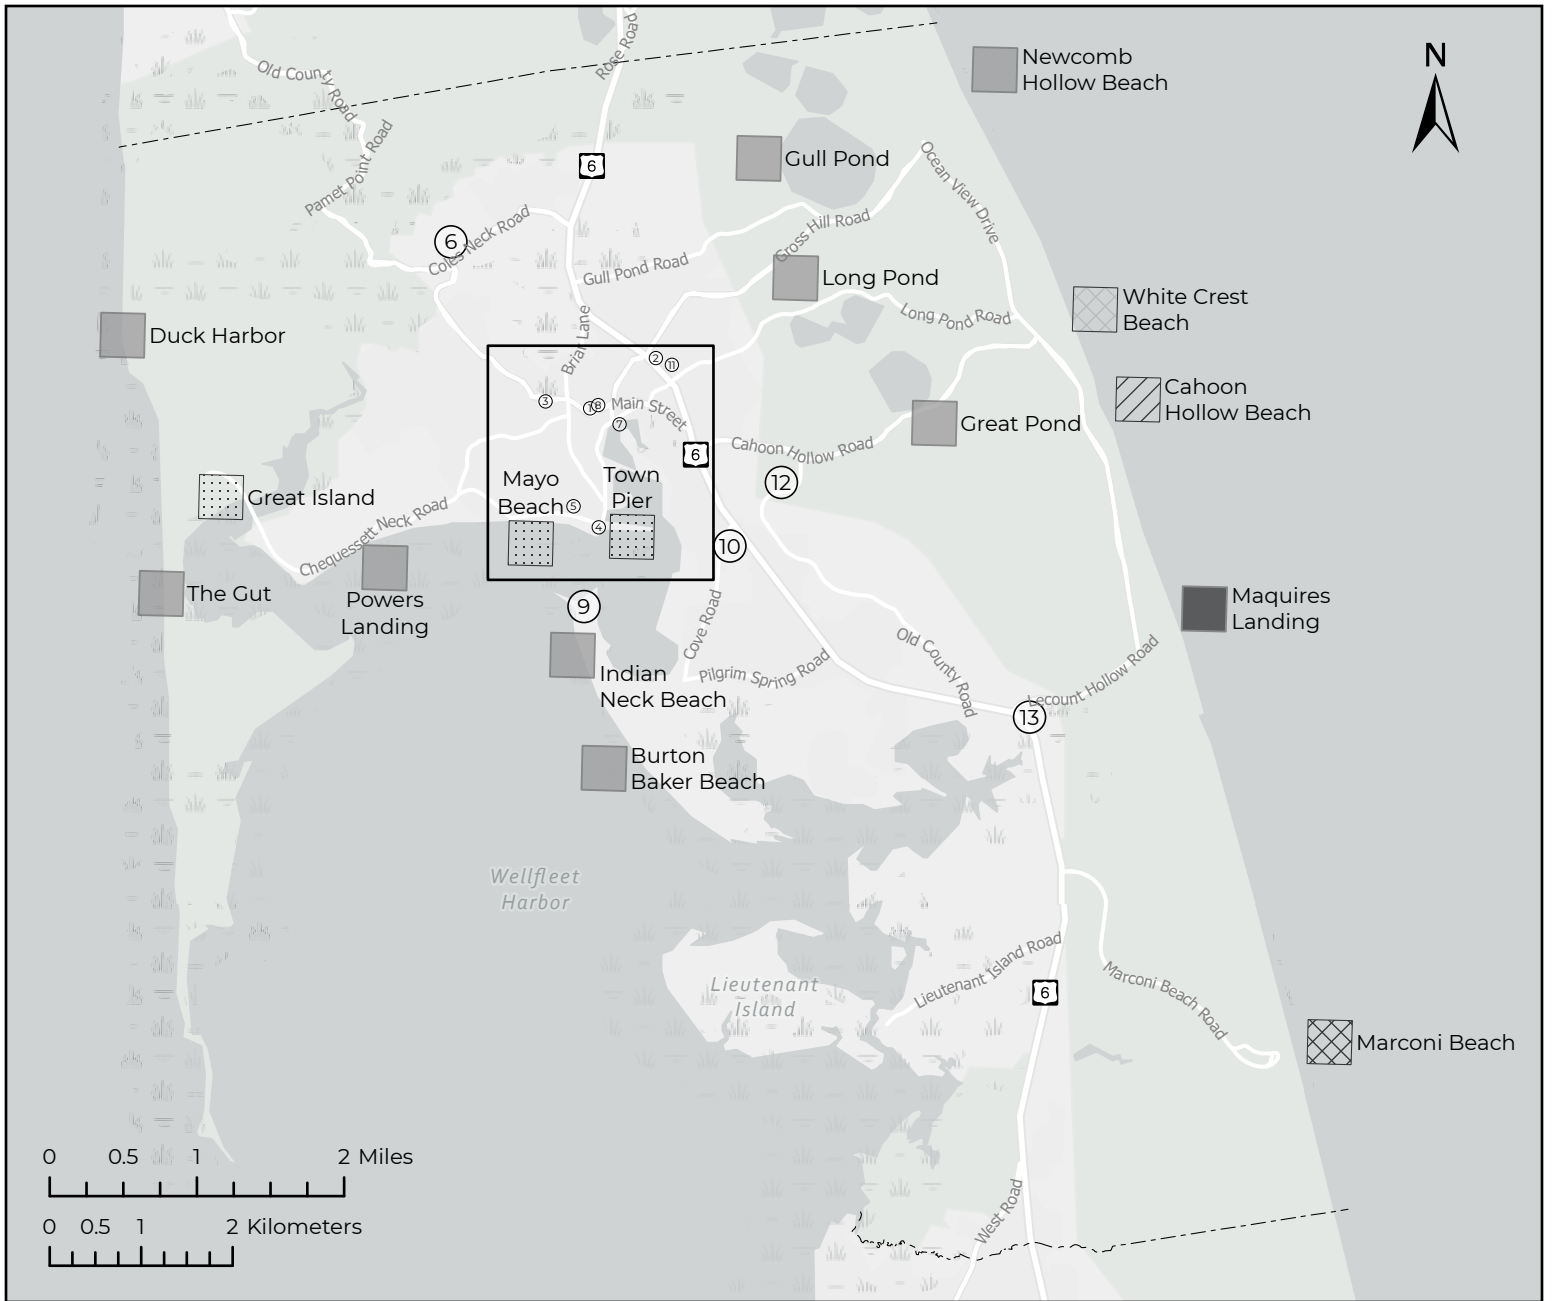 Newcomb
Hollow Beach
N
Rose Road
Old County Road
Pamet Point Road
6
Gull Pond
Ocean View Drive
Coles Neck Road
6
Gross Hill Road
Gull Pond Road
Long Pond
White Crest
Beach
Long Pond Road
Duck Harbor
Briar Lane
2
11
Cahoon
Hollow Beach
3
1
8
Main Street
7
Great Pond
Cahoon Hollow Road
6
12
Mayo
Beach
5
Town
Pier
4
Great Island
Chequessett Neck Road
10
The Gut
Powers
Landing
9
Maquires
Landing
Cove Road
Indian
Neck Beach
Pilgrim Spring Road
Old County Road
Lecount Hollow Road
13
Burton
Baker Beach
Wellfleet
Harbor
Lieutenant
Island
Lieutenant Island Road
6
Marconi Beach Road
Marconi Beach
West Road
0 0.5 1 2 Miles
0 0.5 1 2 Kilometers